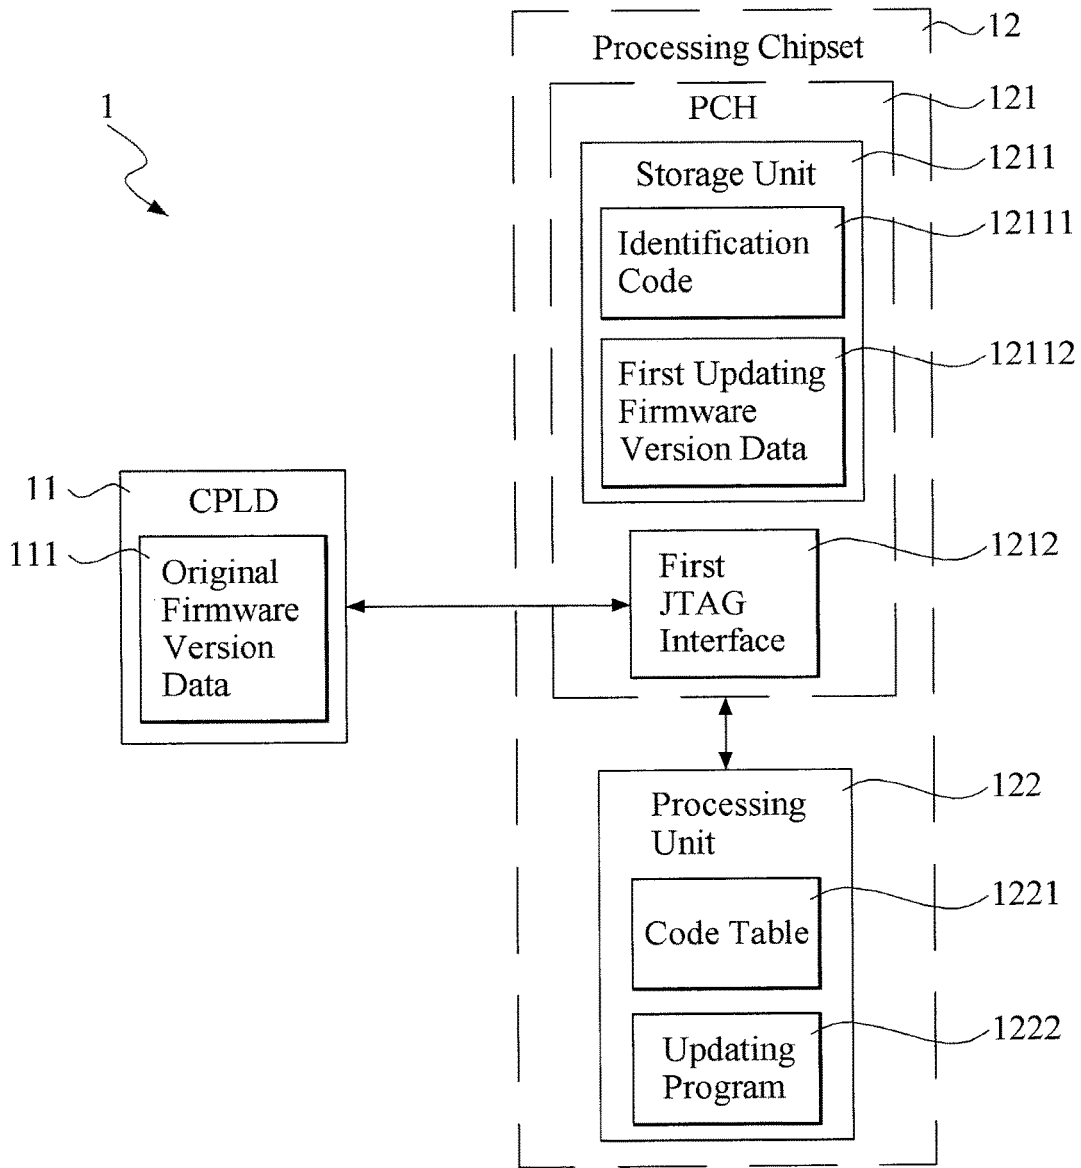 12
Processing Chipset
1
121
PCH
1211
Storage Unit
12111
Identification
Code
12112
First Updating
Firmware
Version Data
11
CPLD
111
Original
Firmware
Version
Data
1212
First
JTAG
Interface
122
Processing
Unit
1221
Code Table
1222
Updating
Program